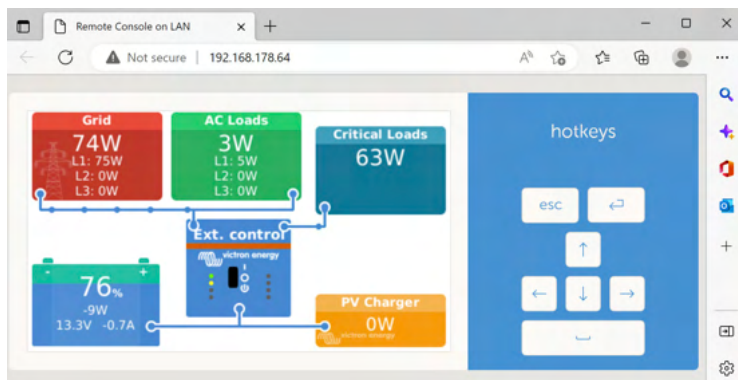 Remote Console on LAN
Not secure
192.168.178.64
Grid
74W
L1: 75W
L2: 0W
L3: 0W
AC Loads
3W
L1: 5W
L2: 0W
L3: 0W
Critical Loads
63W
Ext. control
victron energy
76%
-9W
13.3V -0.7A
PV Charger
0W
victron energy
hotkeys
esc